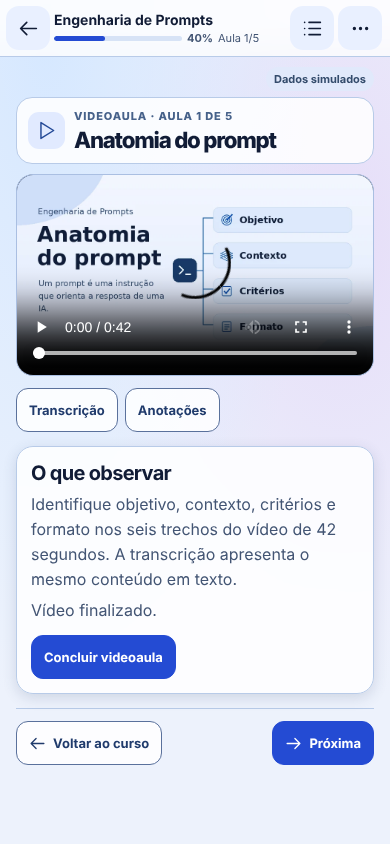 Engenharia de Prompts
40% Aula 1/5
Dados simulados
VIDEOAULA · AULA 1 DE 5
Anatomia do prompt
Engenharia de Prompts
Anatomia
do prompt
Um prompt é uma instrução
que orienta a resposta de uma
IA.
Objetivo
Contexto
Critérios
Formato
0:00 / 0:42
Transcrição
Anotações
O que observar
Identifique objetivo, contexto, critérios e
formato nos seis trechos do vídeo de 42
segundos. A transcrição apresenta o
mesmo conteúdo em texto.
Vídeo finalizado.
Concluir videoaula
Voltar ao curso
Próxima